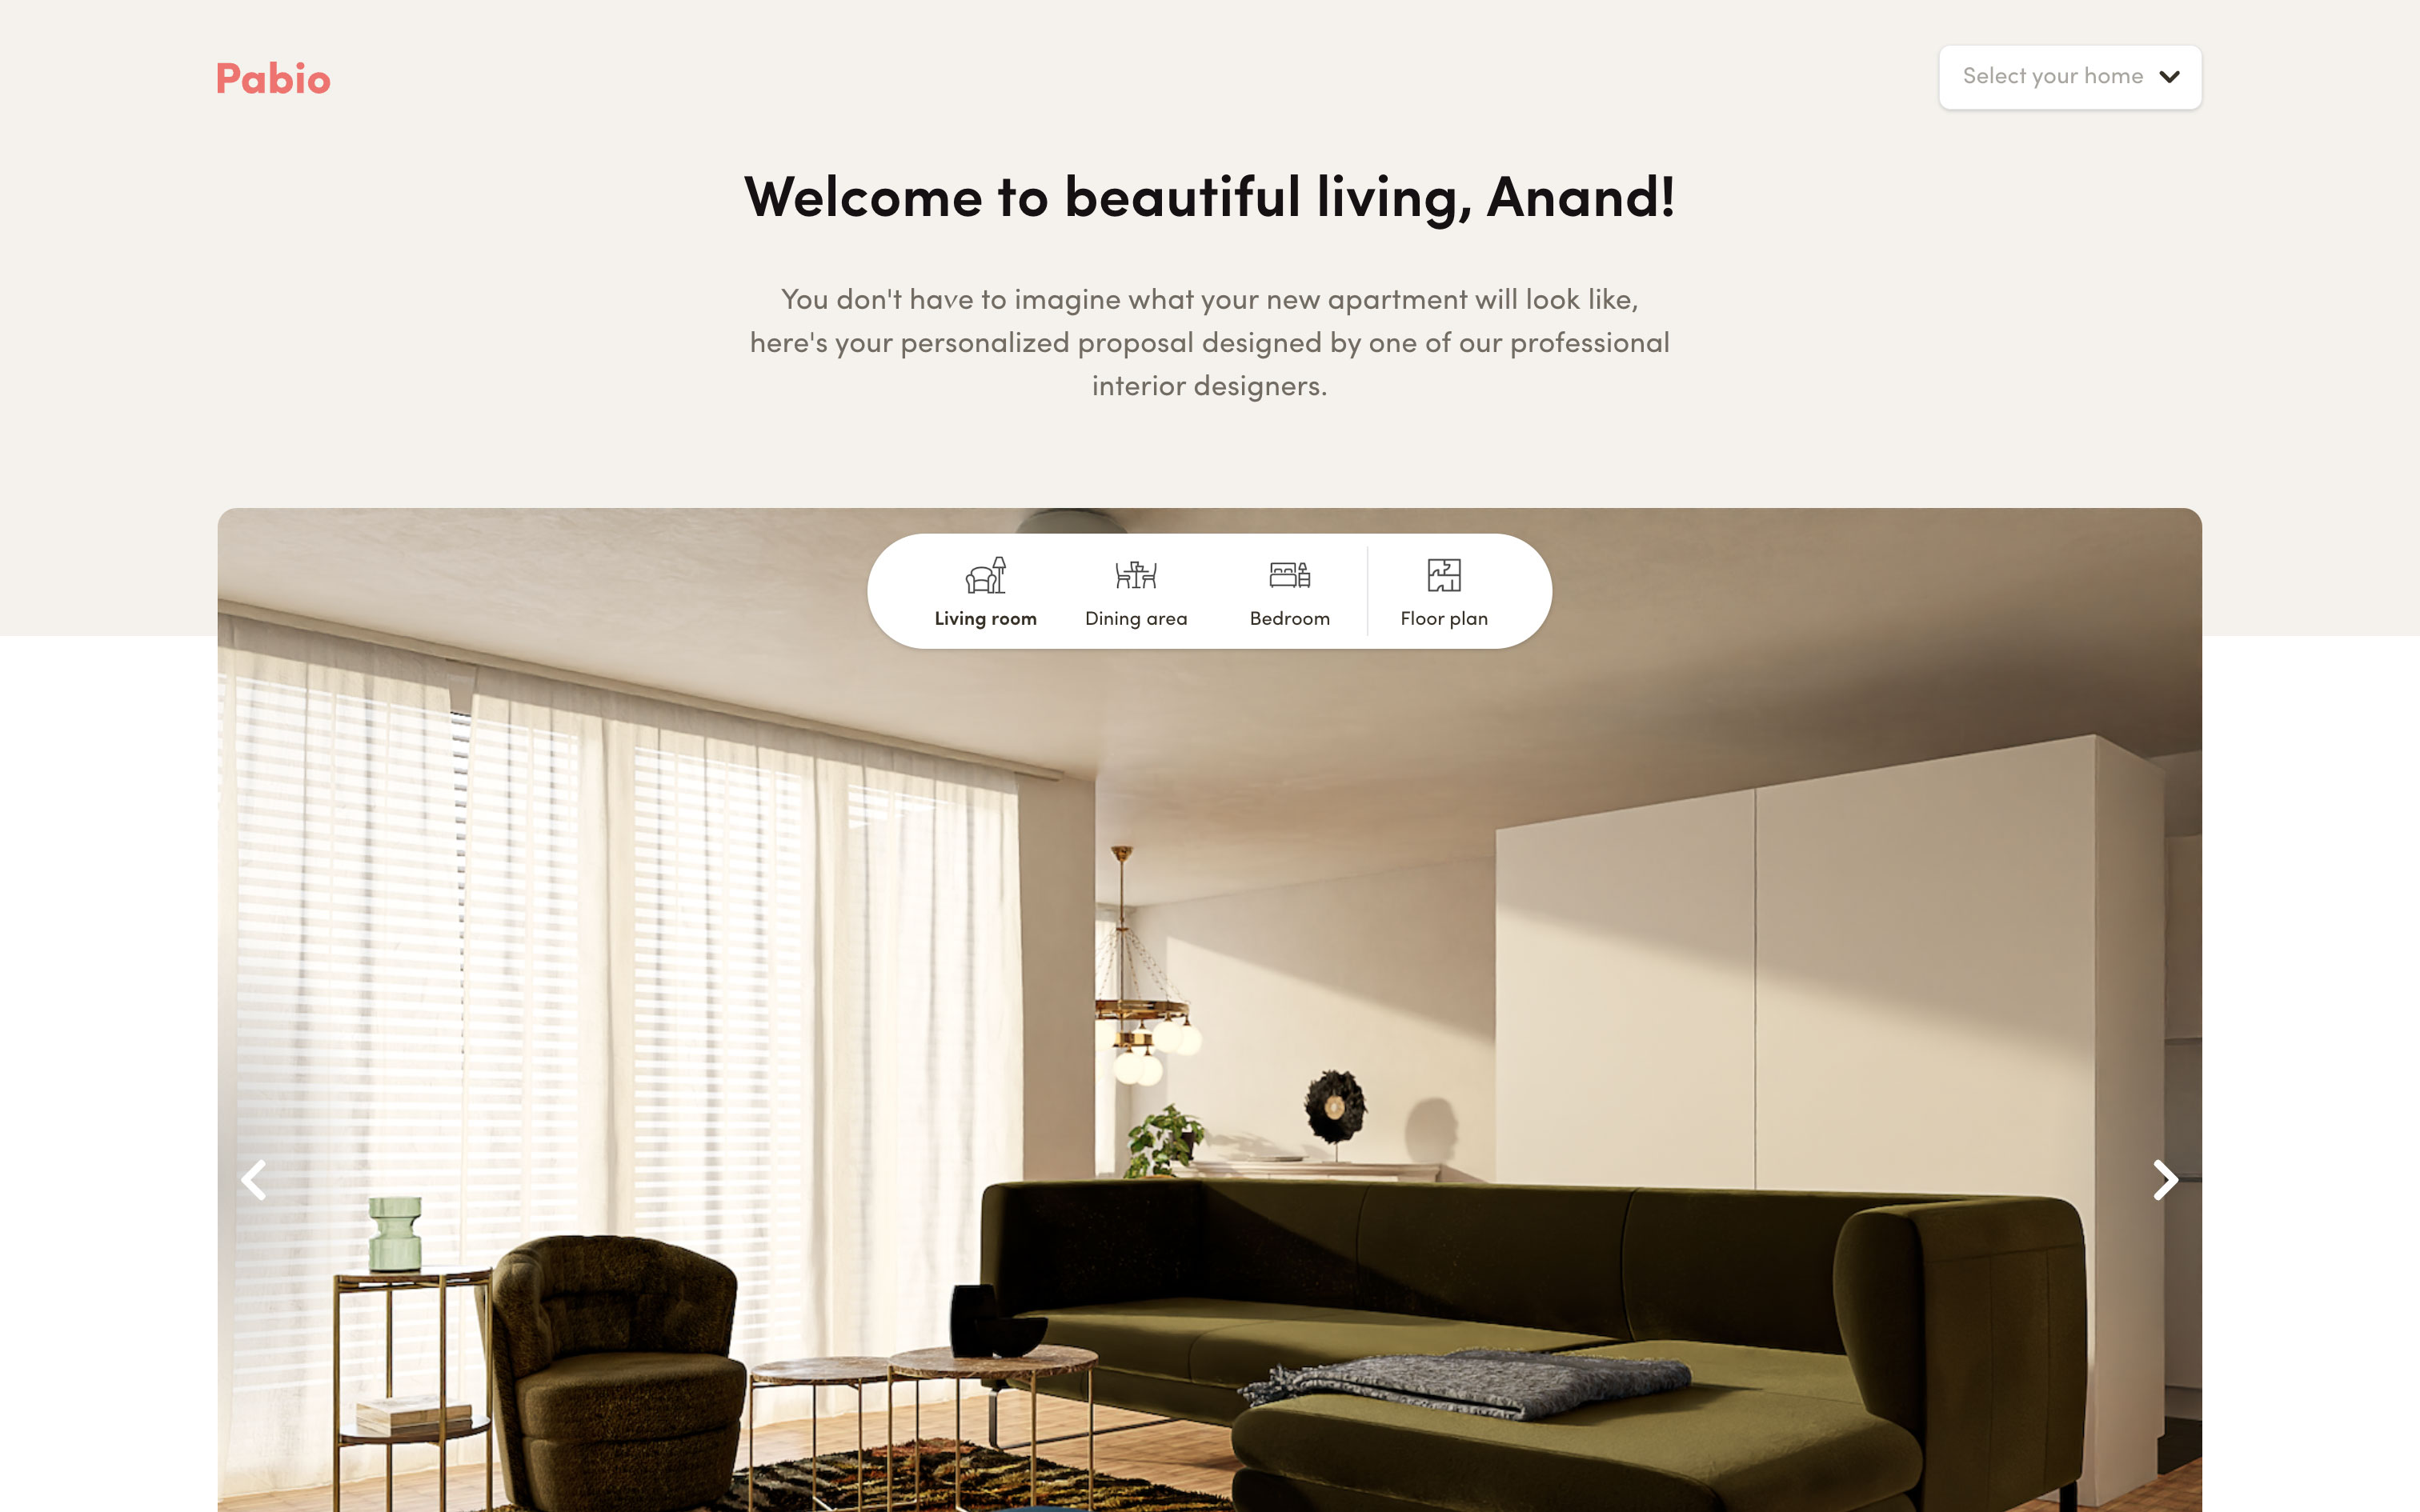 Pabio
Select your home
Welcome to beautiful living, Anand!
You don't have to imagine what your new apartment will look like,
here's your personalized proposal designed by one of our professional
interior designers.
Living room
Dining area
Bedroom
Floor plan